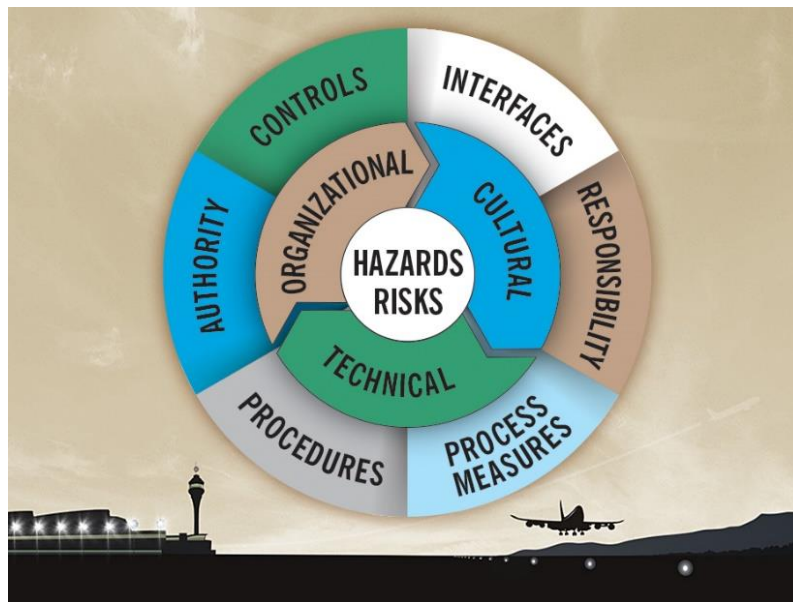 CONTROLS
INTERFACES
RESPONSIBILITY
PROCESS
MEASURES
PROCEDURES
AUTHORITY
ORGANIZATIONAL
CULTURAL
TECHNICAL
HAZARDS
RISKS